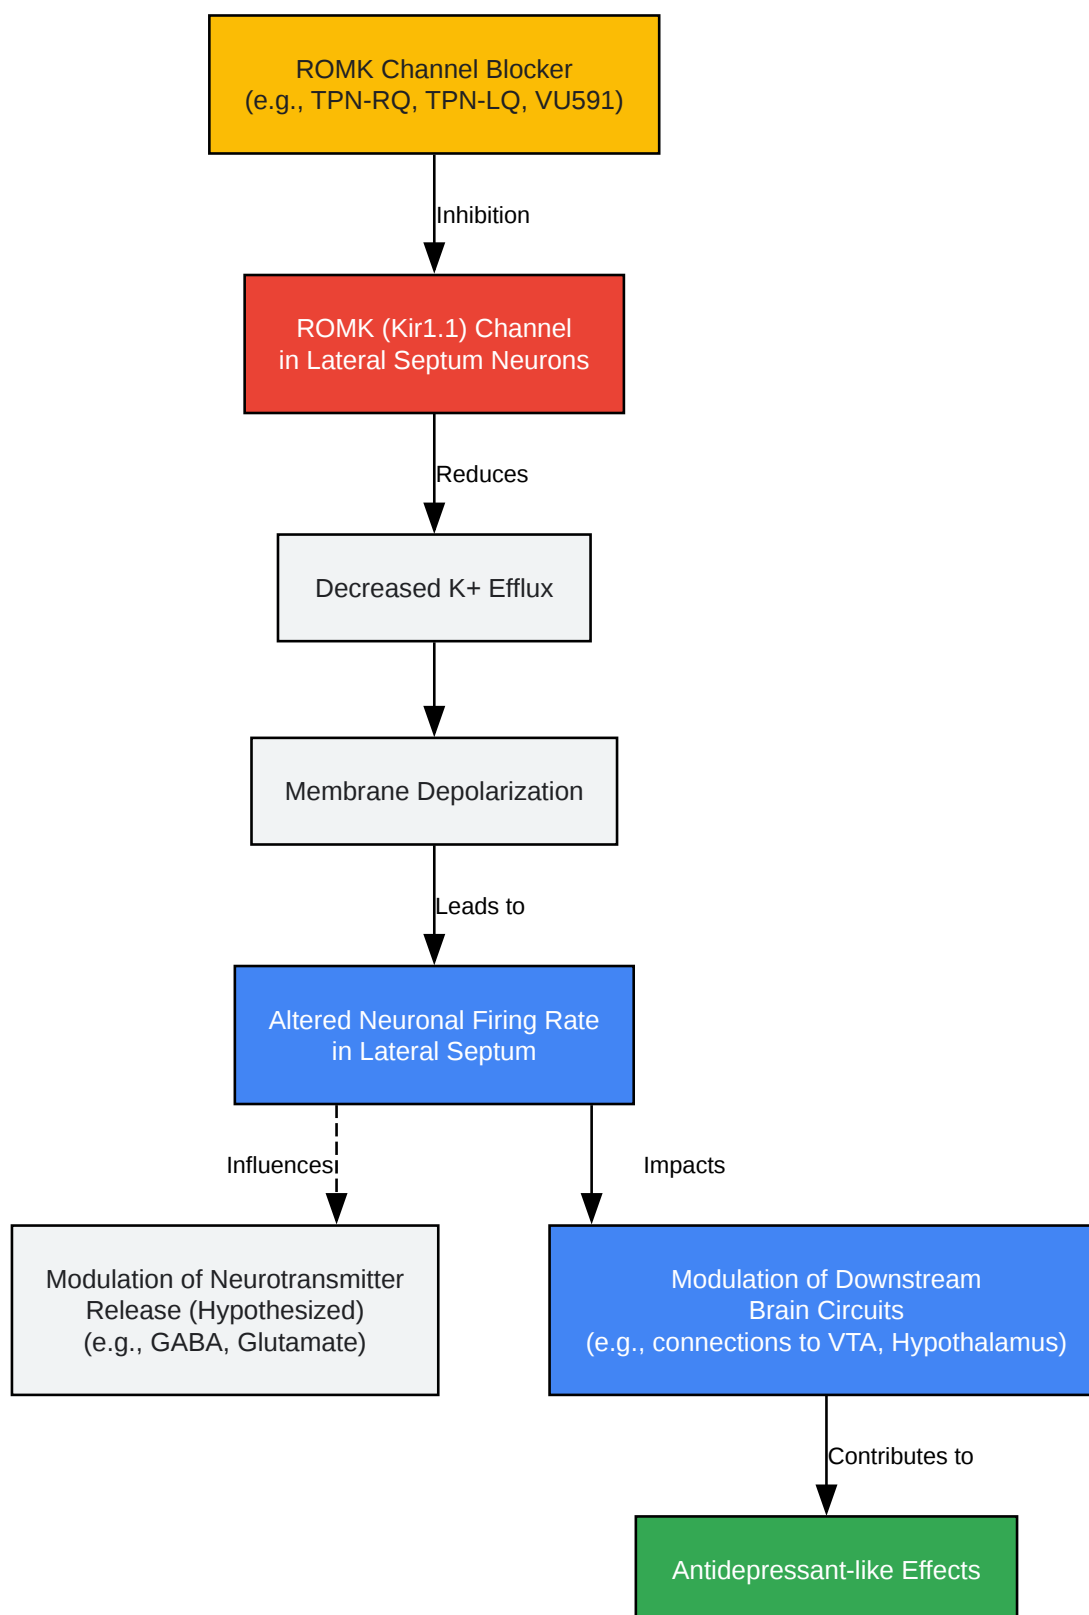 ROMK Channel Blocker
(e.g., TPN-RQ, TPN-LQ, VU591)
Inhibition
ROMK (Kir1.1) Channel
in Lateral Septum Neurons
Reduces
Decreased K+ Efflux
Membrane Depolarization
Leads to
Altered Neuronal Firing Rate
in Lateral Septum
Influences
Impacts
Modulation of Neurotransmitter
Release (Hypothesized)
(e.g., GABA, Glutamate)
Modulation of Downstream
Brain Circuits
(e.g., connections to VTA, Hypothalamus)
Contributes to
Antidepressant-like Effects